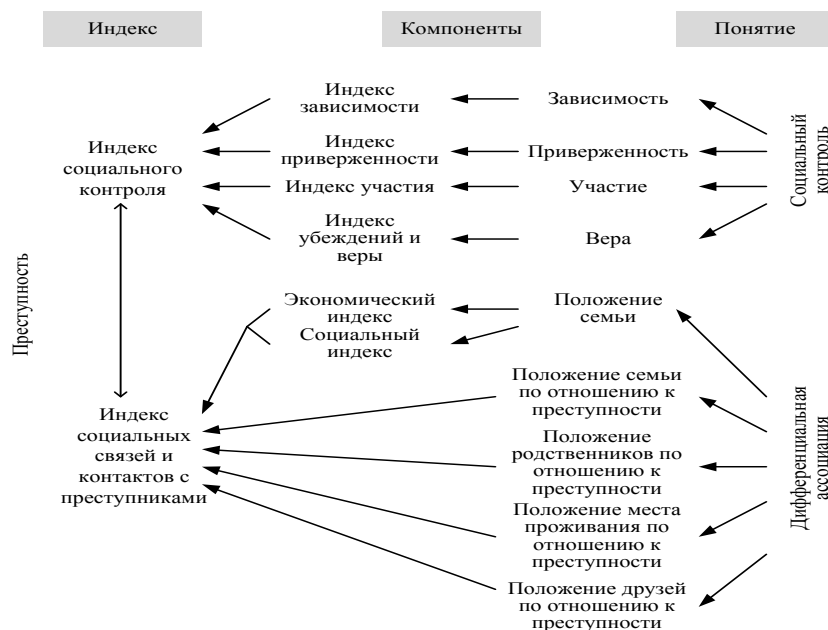 Индекс
Компоненты
Понятие
Индекс
зависимости
Зависимость
Индекс
социального
контроля
Индекс
приверженности
Приверженность
Индекс участия
Участие
Индекс
убеждений и
веры
Вера
Социальный
контроль
Преступность
Экономический
индекс
Социальный
индекс
Положение
семьи
Индекс
социальных
связей и
контактов с
преступниками
Положение семьи
по отношению к
преступности
Положение
родственников по
отношению к
преступности
Положение места
проживания по
отношению к
преступности
Положение друзей
по отношению к
преступности
Дифференциальная
ассоциация